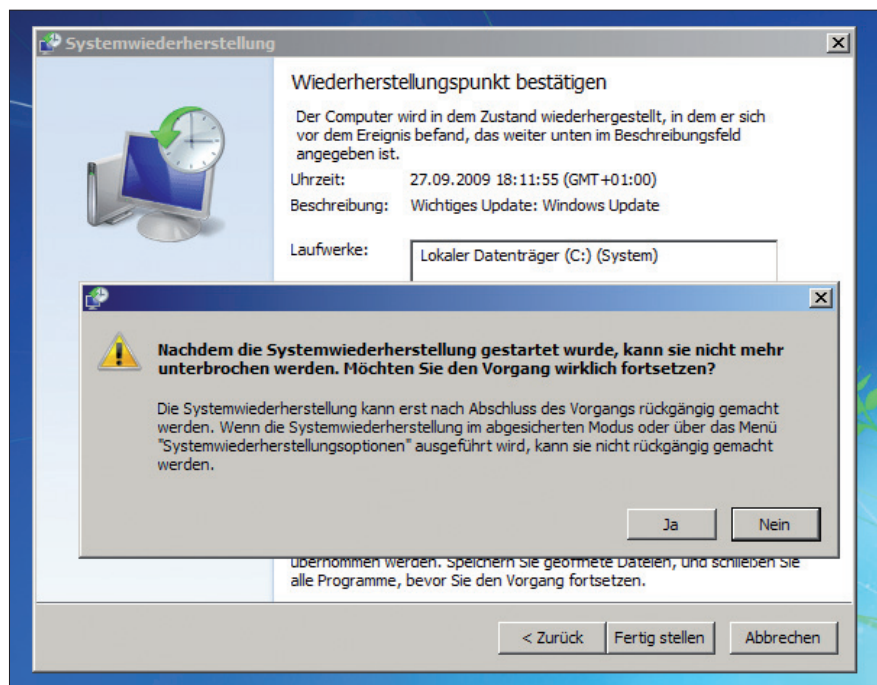 Systemwiederherstellung
Wiederherstellungspunkt bestätigen
Der Computer wird in dem Zustand wiederhergestellt, in dem er sich
vor dem Ereignis befand, das weiter unten im Beschreibungsfeld
angegeben ist.
Uhrzeit: 27.09.2009 18:11:55 (GMT+01:00)
Beschreibung: Wichtiges Update: Windows Update
Laufwerke: Lokaler Datenträger (C:) (System)
Nachdem die Systemwiederherstellung gestartet wurde, kann sie nicht mehr
unterbrochen werden. Möchten Sie den Vorgang wirklich fortsetzen?
Die Systemwiederherstellung kann erst nach Abschluss des Vorgangs rückgängig gemacht
werden. Wenn die Systemwiederherstellung im abgesicherten Modus oder über das Menü
"Systemwiederherstellungsoptionen" ausgeführt wird, kann sie nicht rückgängig gemacht
werden.
Ja Nein
übernommen werden. Speichern Sie geöffnete Dateien, und schließen Sie
alle Programme, bevor Sie den Vorgang fortsetzen.
< Zurück Fertig stellen Abbrechen